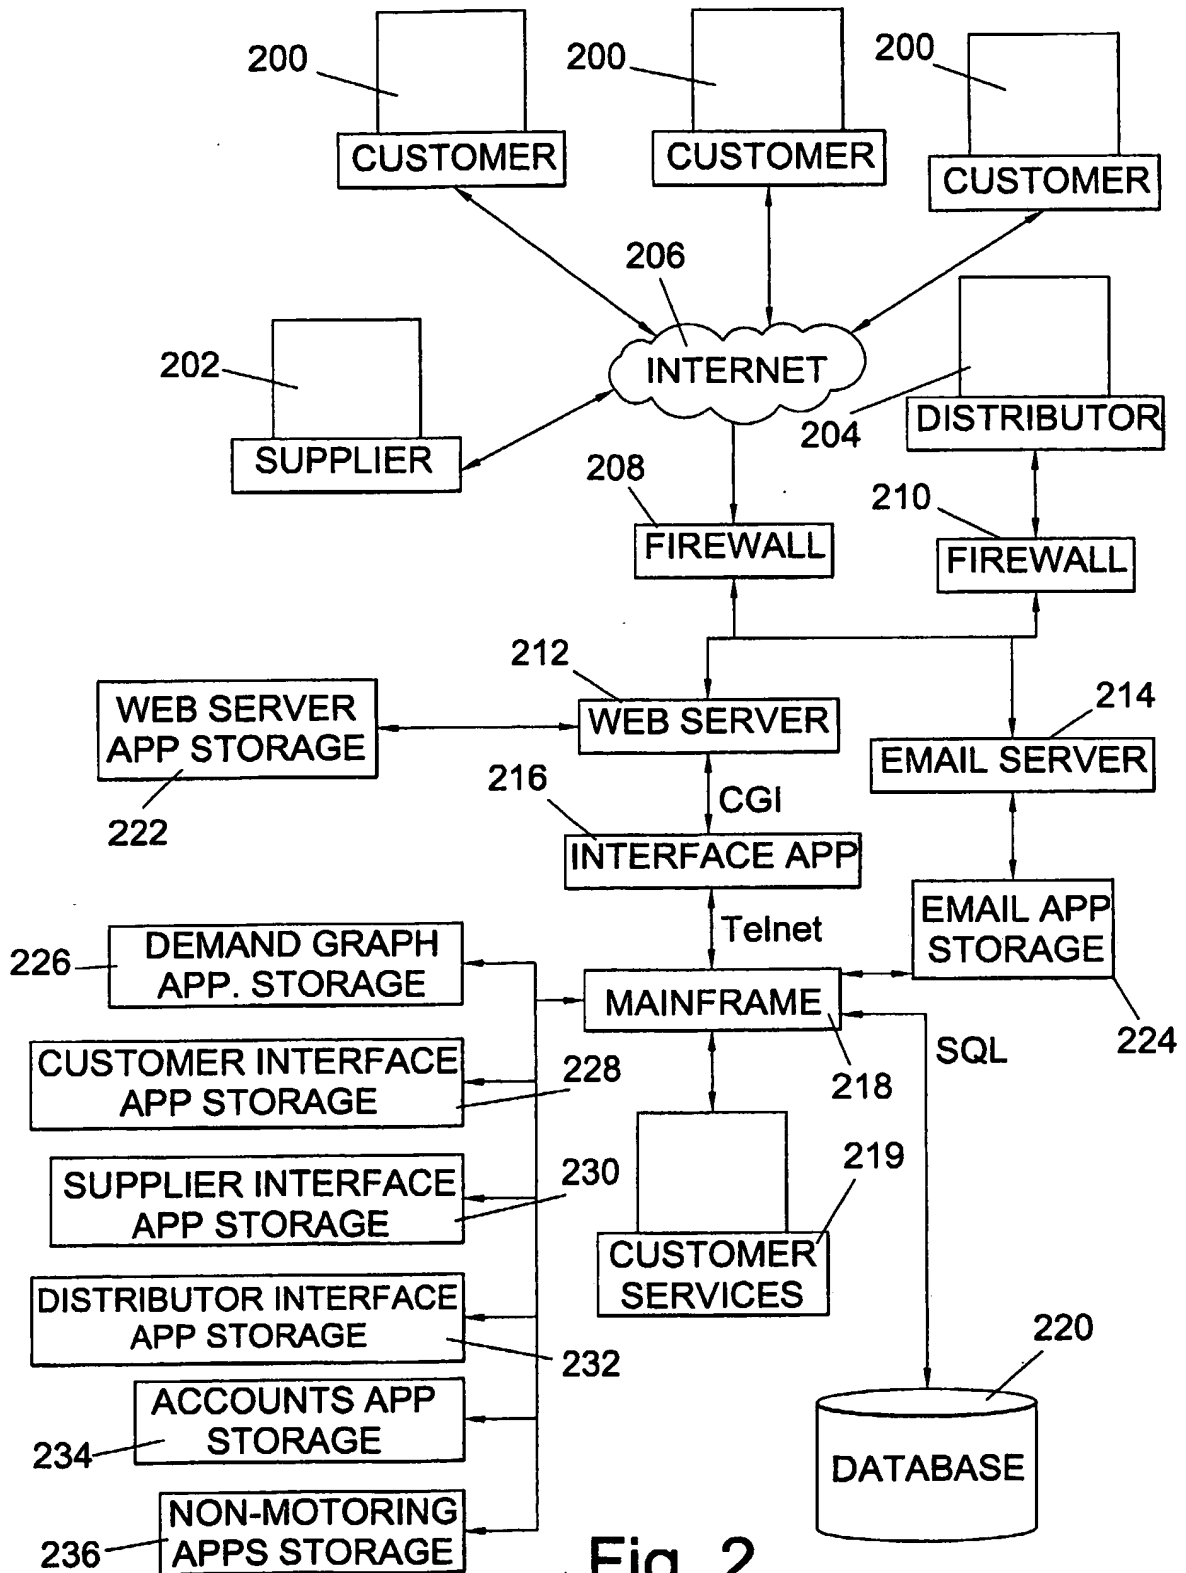 200
200
200
CUSTOMER
CUSTOMER
CUSTOMER
206
202
INTERNET
204
DISTRIBUTOR
SUPPLIER
208
210
FIREWALL
FIREWALL
212
WEB SERVER
APP STORAGE
222
WEB SERVER
214
EMAIL SERVER
216
CGI
INTERFACE APP
EMAIL APP
STORAGE
224
Telnet
226
DEMAND GRAPH
APP. STORAGE
MAINFRAME
218
SQL
CUSTOMER INTERFACE
APP STORAGE
228
SUPPLIER INTERFACE
APP STORAGE
230
219
CUSTOMER
SERVICES
DISTRIBUTOR INTERFACE
APP STORAGE
232
220
ACCOUNTS APP
STORAGE
234
DATABASE
NON-MOTORING
APPS STORAGE
236
Fig. 2